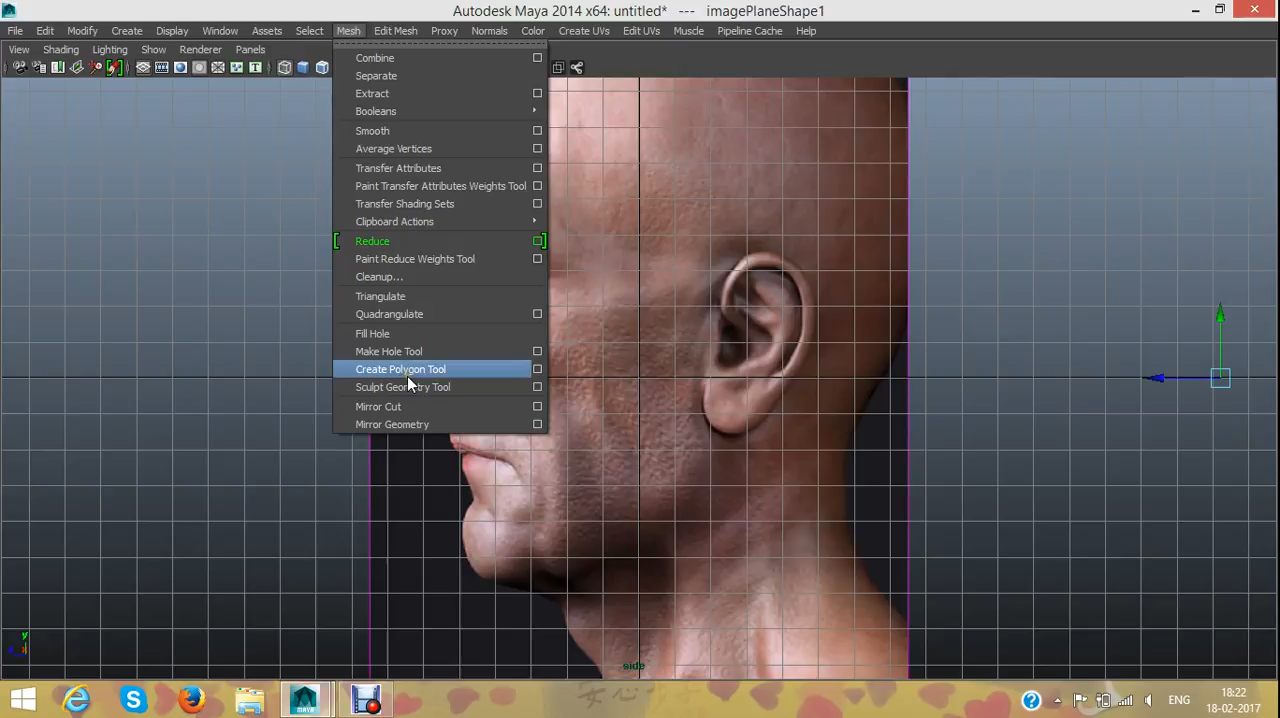 Autodesk Maya 2014 x64: untitled* --- imagePlaneShape1
File Edit Modify Create Display Window Assets Select Mesh Edit Mesh Proxy Normals Color Create UVs Edit UVs Muscle Pipeline Cache Help
View Shading Lighting Show Renderer Panels
Combine
Separate
Extract
Booleans
Smooth
Average Vertices
Transfer Attributes
Paint Transfer Attributes Weights Tool
Transfer Shading Sets
Clipboard Actions
Reduce
Paint Reduce Weights Tool
Cleanup...
Triangulate
Quadrangulate
Fill Hole
Make Hole Tool
Create Polygon Tool
Sculpt Geometry Tool
Mirror Cut
Mirror Geometry
y
side
ENG
18:22
18-02-2017